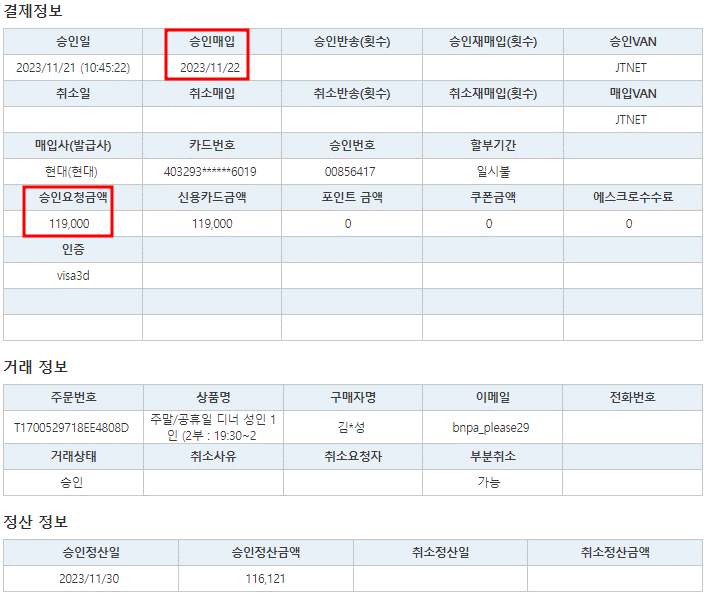 결제정보
승인일 승인매입 승인반송(횟수) 승인재매입(횟수) 승인VAN
2023/11/21 (10:45:22) 2023/11/22 JTNET
취소일 취소매입 취소반송(횟수) 취소재매입(횟수) 매입VAN
JTNET
매입사(발급사) 카드번호 승인번호 할부기간
현대(현대) 403293******6019 00856417 일시불
승인요청금액 신용카드금액 포인트 금액 쿠폰금액 에스크로수수료
119,000 119,000 0 0 0
인증
visa3d
거래 정보
주문번호 상품명 구매자명 이메일 전화번호
T1700529718EE4808D 주말/공휴일 디너 성인 1
인 (2부 : 19:30~2 김*성 bnpa_please29
거래상태 취소사유 취소요청자 부분취소
승인 가능
정산 정보
승인정산일 승인정산금액 취소정산일 취소정산금액
2023/11/30 116,121